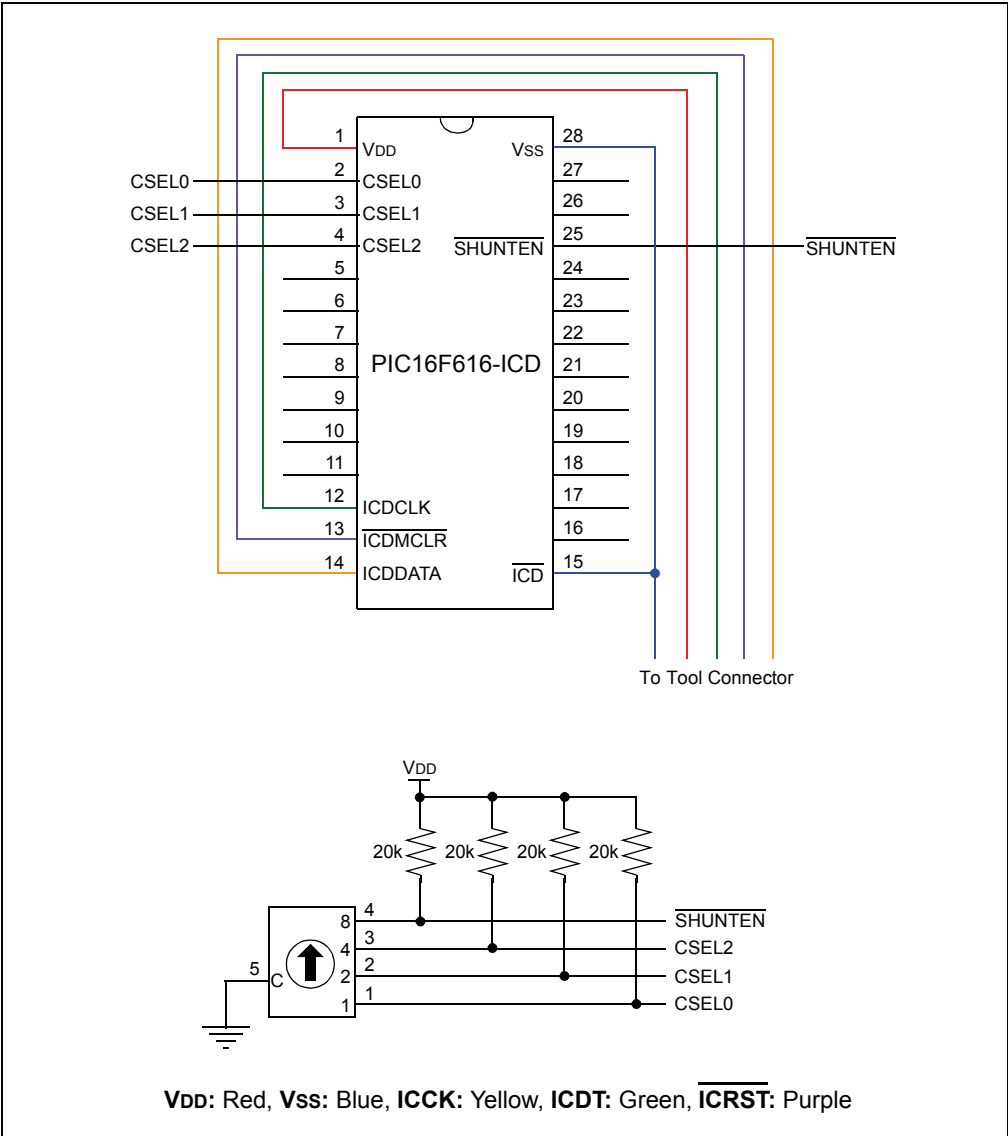 1 VDD VSS 28
CSEL0 2 CSEL0 27
CSEL1 3 CSEL1 26
CSEL2 4 CSEL2 SHUNTEN 25 SHUNTEN
5 24
6 23
7 22
8 PIC16F616-ICD 21
9 20
10 19
11 18
12 ICDCLK 17
13 ICDMCLR 16
14 ICDDATA ICD 15
To Tool Connector
VDD
20k 20k 20k 20k
8 4 SHUNTEN
4 3 CSEL2
5 C 2 2 CSEL1
1 1 CSEL0
VDD: Red, VSS: Blue, ICCK: Yellow, ICDT: Green, ICRST: Purple